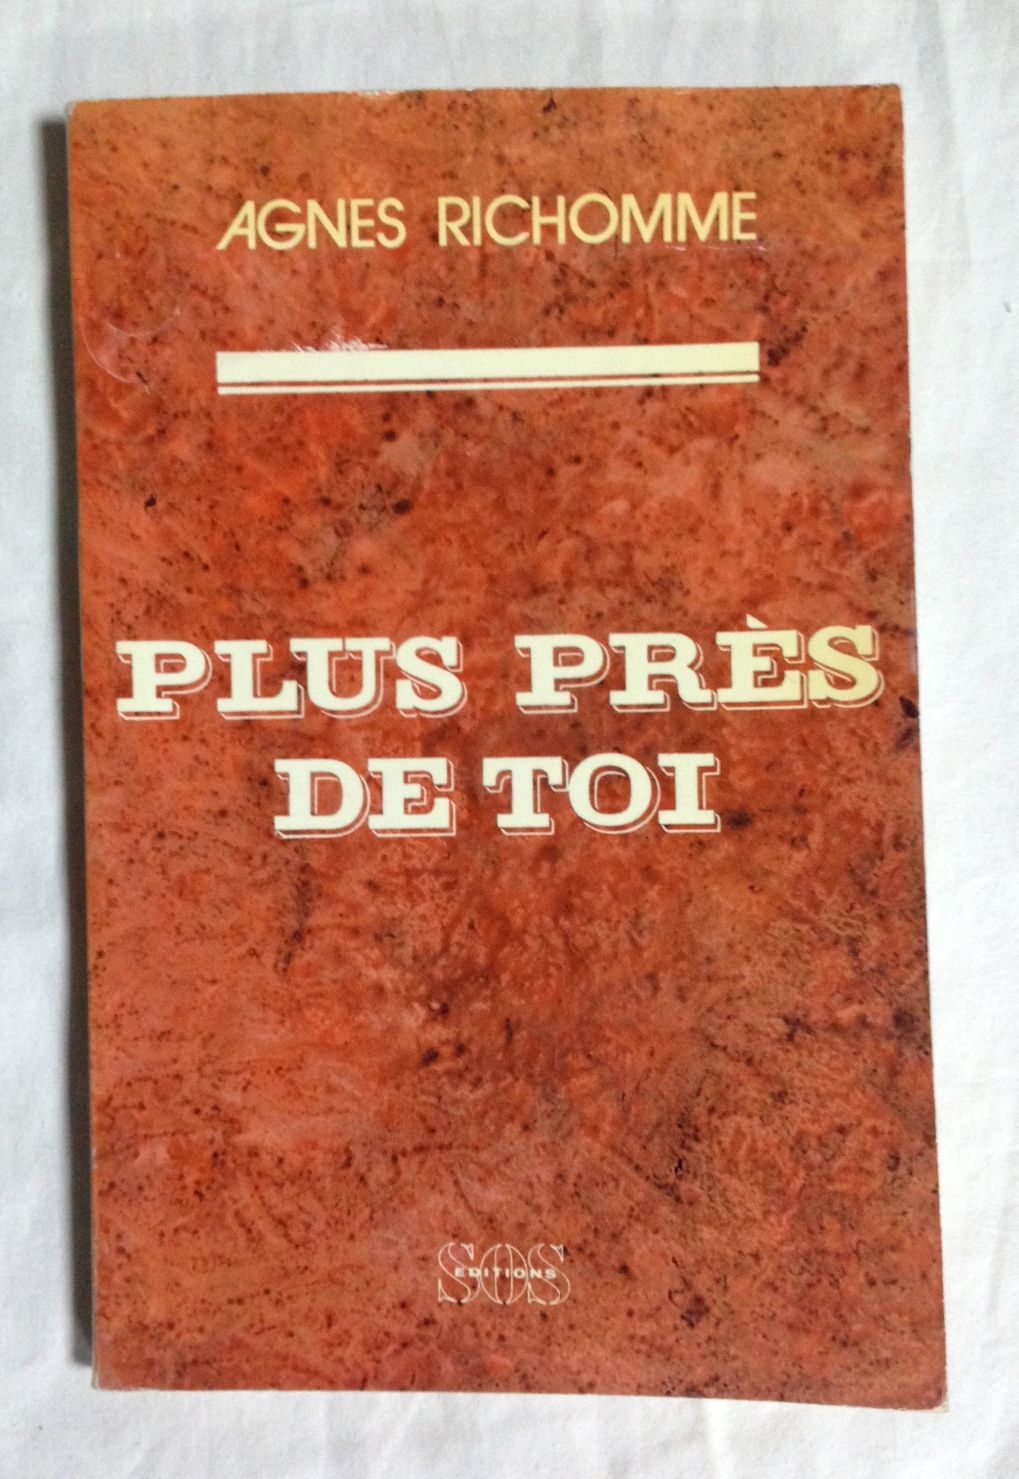 AGNES RICHOMME
PLUS PRÈS
DE TOI
SOS
EDITIONS